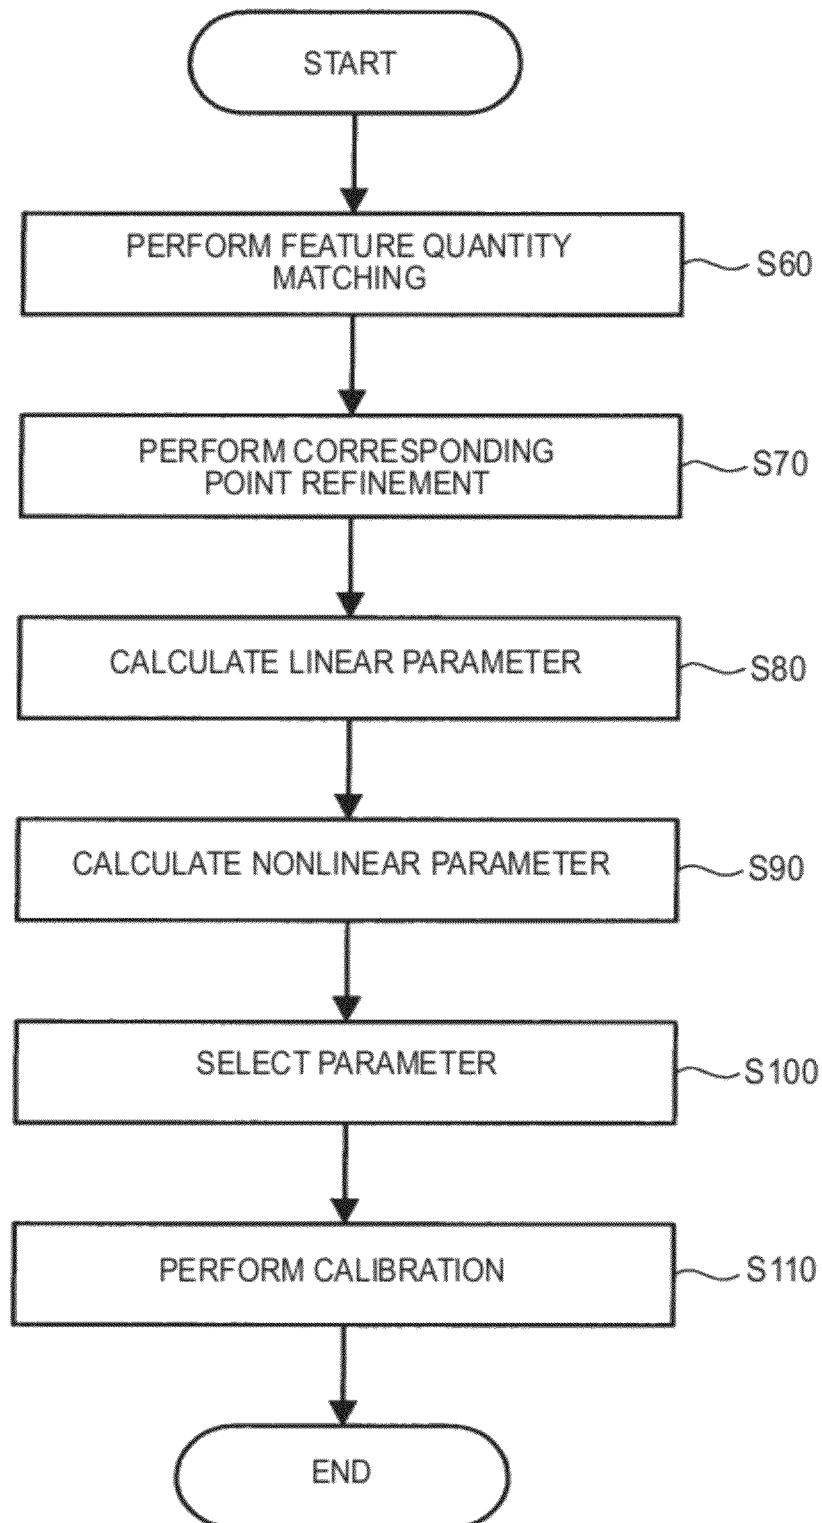 START
PERFORM FEATURE QUANTITY
MATCHING
S60
PERFORM CORRESPONDING
POINT REFINEMENT
S70
CALCULATE LINEAR PARAMETER
S80
CALCULATE NONLINEAR PARAMETER
S90
SELECT PARAMETER
S100
PERFORM CALIBRATION
S110
END